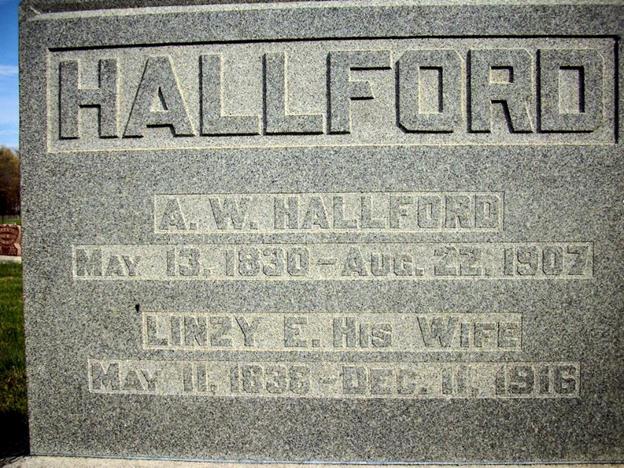 HALLFORD
A. W. HALLFORD
MAY 13, 1830 - AUG. 22, 1907
LINZY E. HIS WIFE
MAY 11, 1838 - DEC. 11, 1916